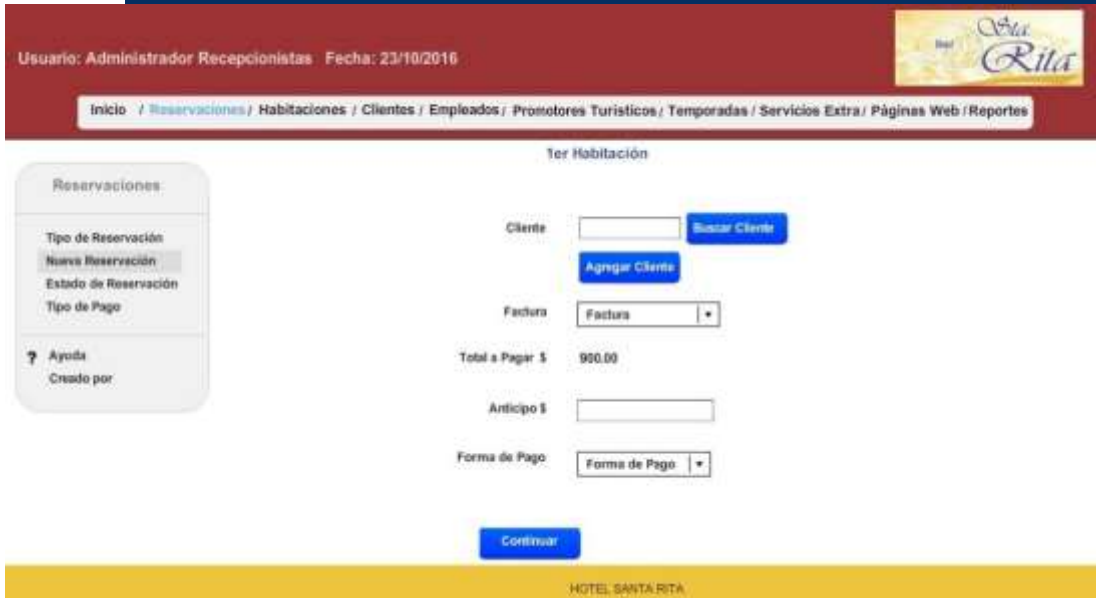 Usuario: Administrador Recepcionistas Fecha: 23/10/2016
Hotel Sta. Rita
Inicio / Reservaciones / Habitaciones / Clientes / Empleados / Promotores Turísticos / Temporadas / Servicios Extra / Páginas Web / Reportes
1er Habitación
Reservaciones
Tipo de Reservación
Nueva Reservación
Estado de Reservación
Tipo de Pago
? Ayuda
Creado por
Cliente Buscar Cliente
Agregar Cliente
Factura Factura
Total a Pagar $ 900.00
Anticipo $
Forma de Pago Forma de Pago
Continuar
HOTEL SANTA RITA